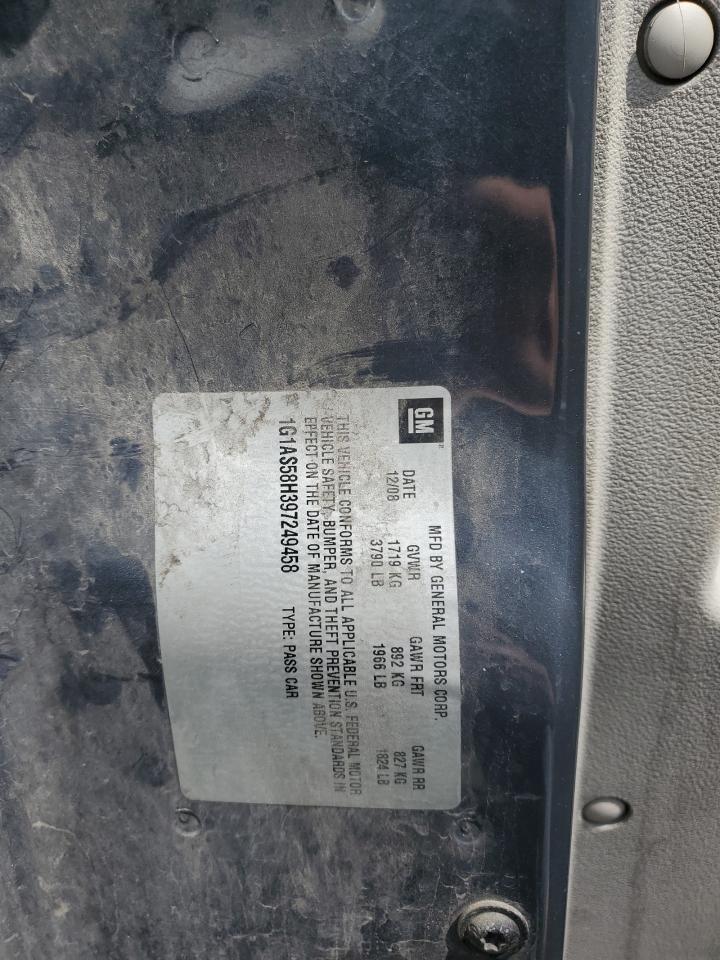 GM
MFD BY GENERAL MOTORS CORP.
DATE GVWR GAWR FRT GAWR RR
12/08 1719 KG 892 KG 827 KG
3790 LB 1966 LB 1824 LB
THIS VEHICLE CONFORMS TO ALL APPLICABLE U.S. FEDERAL MOTOR
VEHICLE SAFETY, BUMPER, AND THEFT PREVENTION STANDARDS IN
EFFECT ON THE DATE OF MANUFACTURE SHOWN ABOVE.
1G1AS58H397249458 TYPE: PASS CAR